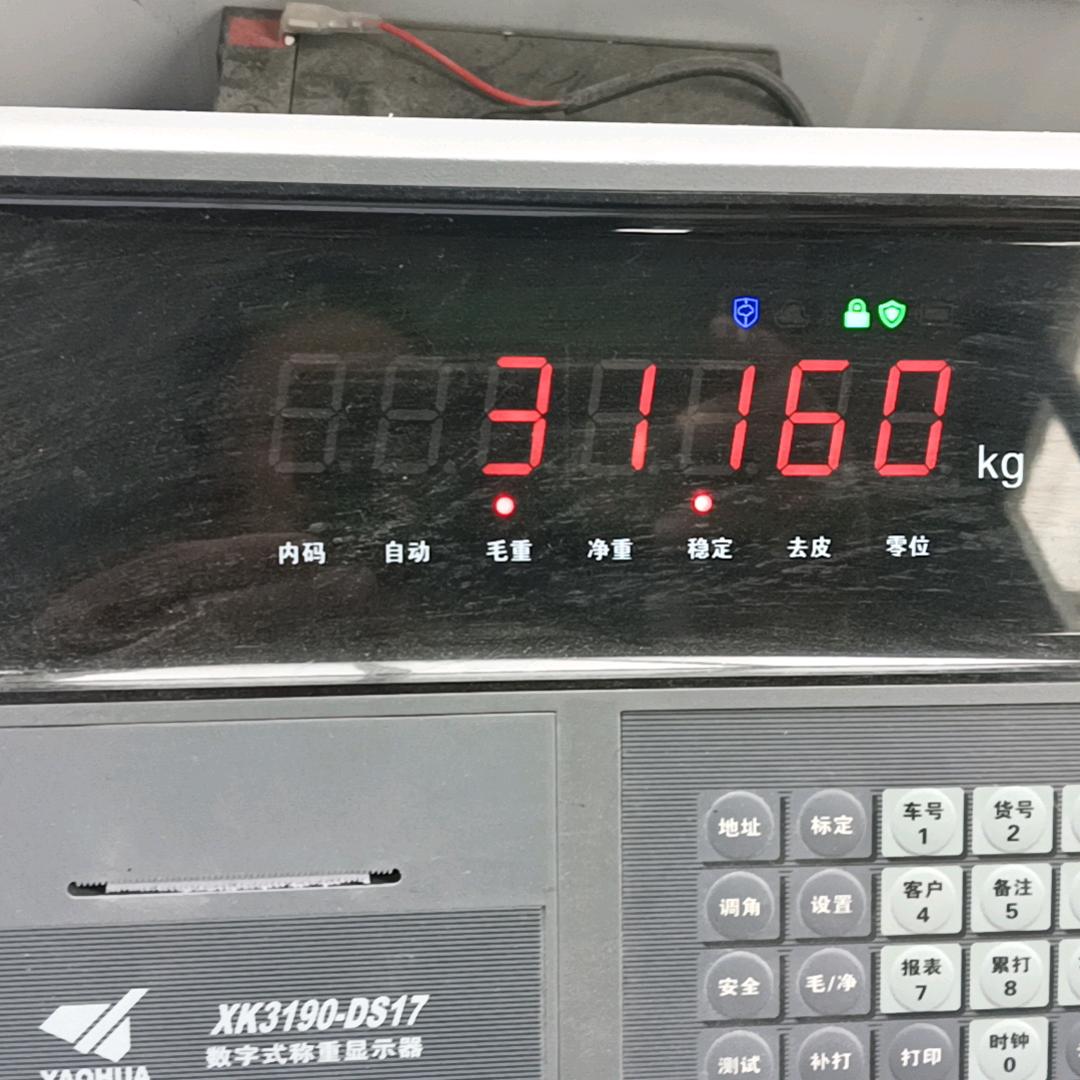 31160 kg
内码 自动 毛重 净重 稳定 去皮 零位
地址 标定 车号 1 货号 2
调角 设置 客户 4 备注 5
安全 毛/净 报表 7 累打 8
测试 补打 打印 时钟 0
XK3190-DS17
数字式称重显示器
YAOHUA